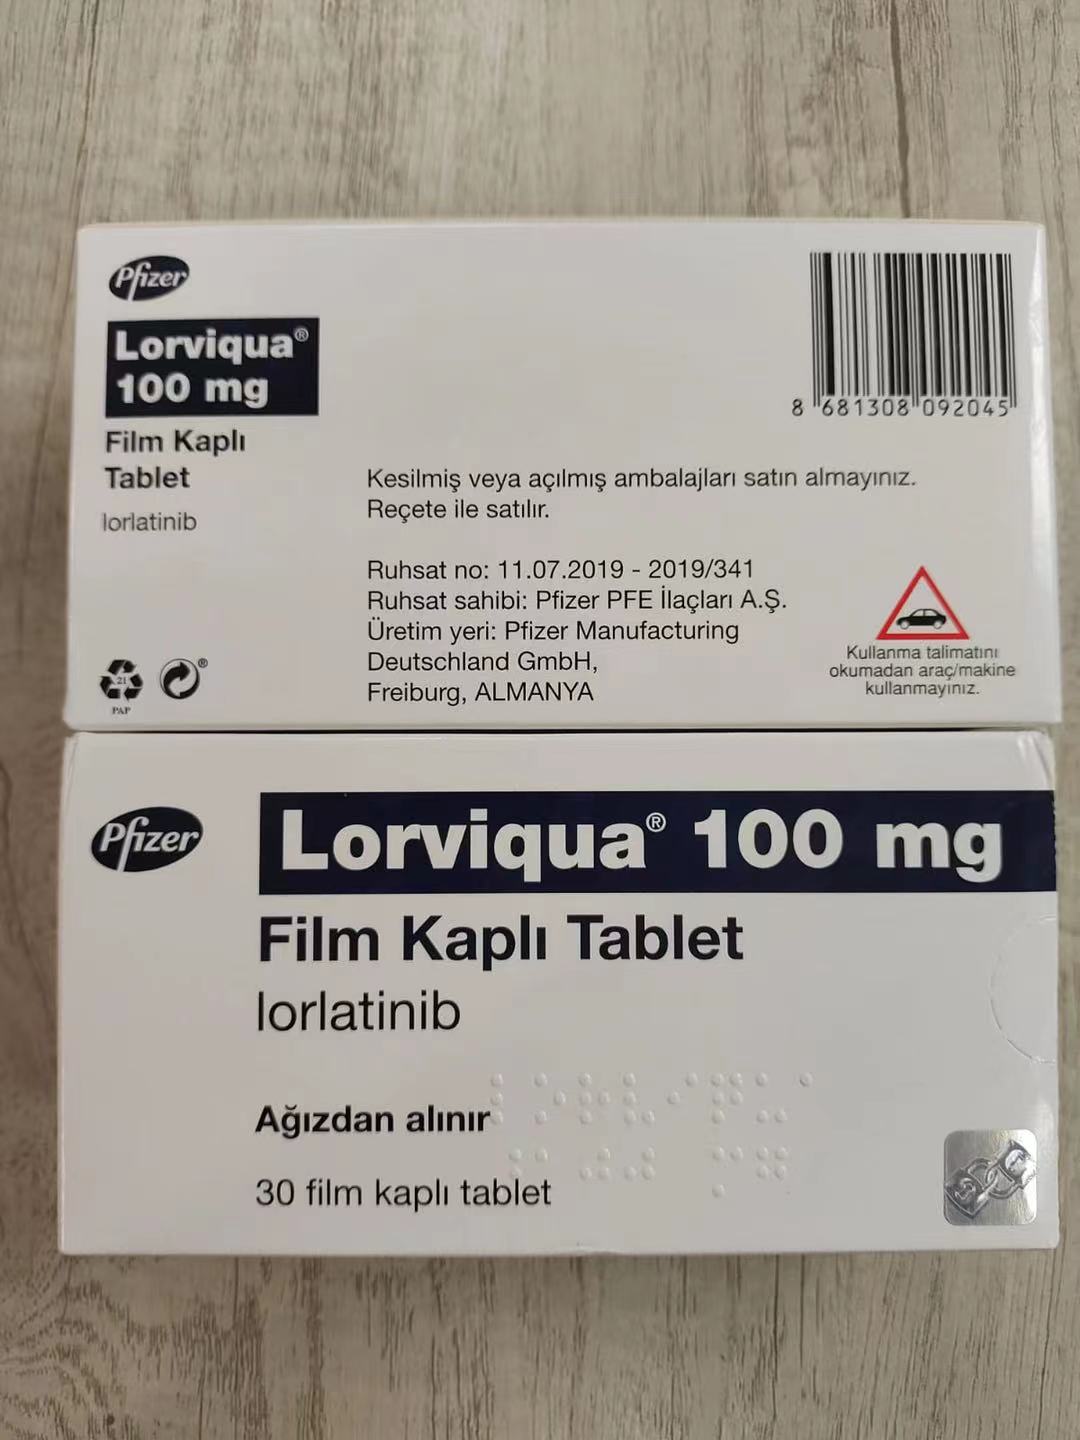 Pfizer
Lorviqua®
100 mg
Film Kaplı
Tablet
lorlatinib
8 681308 092045
Kesilmiş veya açılmış ambalajları satın almayınız.
Reçete ile satılır.
Ruhsat no: 11.07.2019 - 2019/341
Ruhsat sahibi: Pfizer PFE İlaçları A.Ş.
Üretim yeri: Pfizer Manufacturing
Deutschland GmbH,
Freiburg, ALMANYA
Kullanma talimatını
okumadan araç/makine
kullanmayınız.
21
PAP
®
Pfizer
Lorviqua® 100 mg
Film Kaplı Tablet
lorlatinib
Ağızdan alınır
30 film kaplı tablet